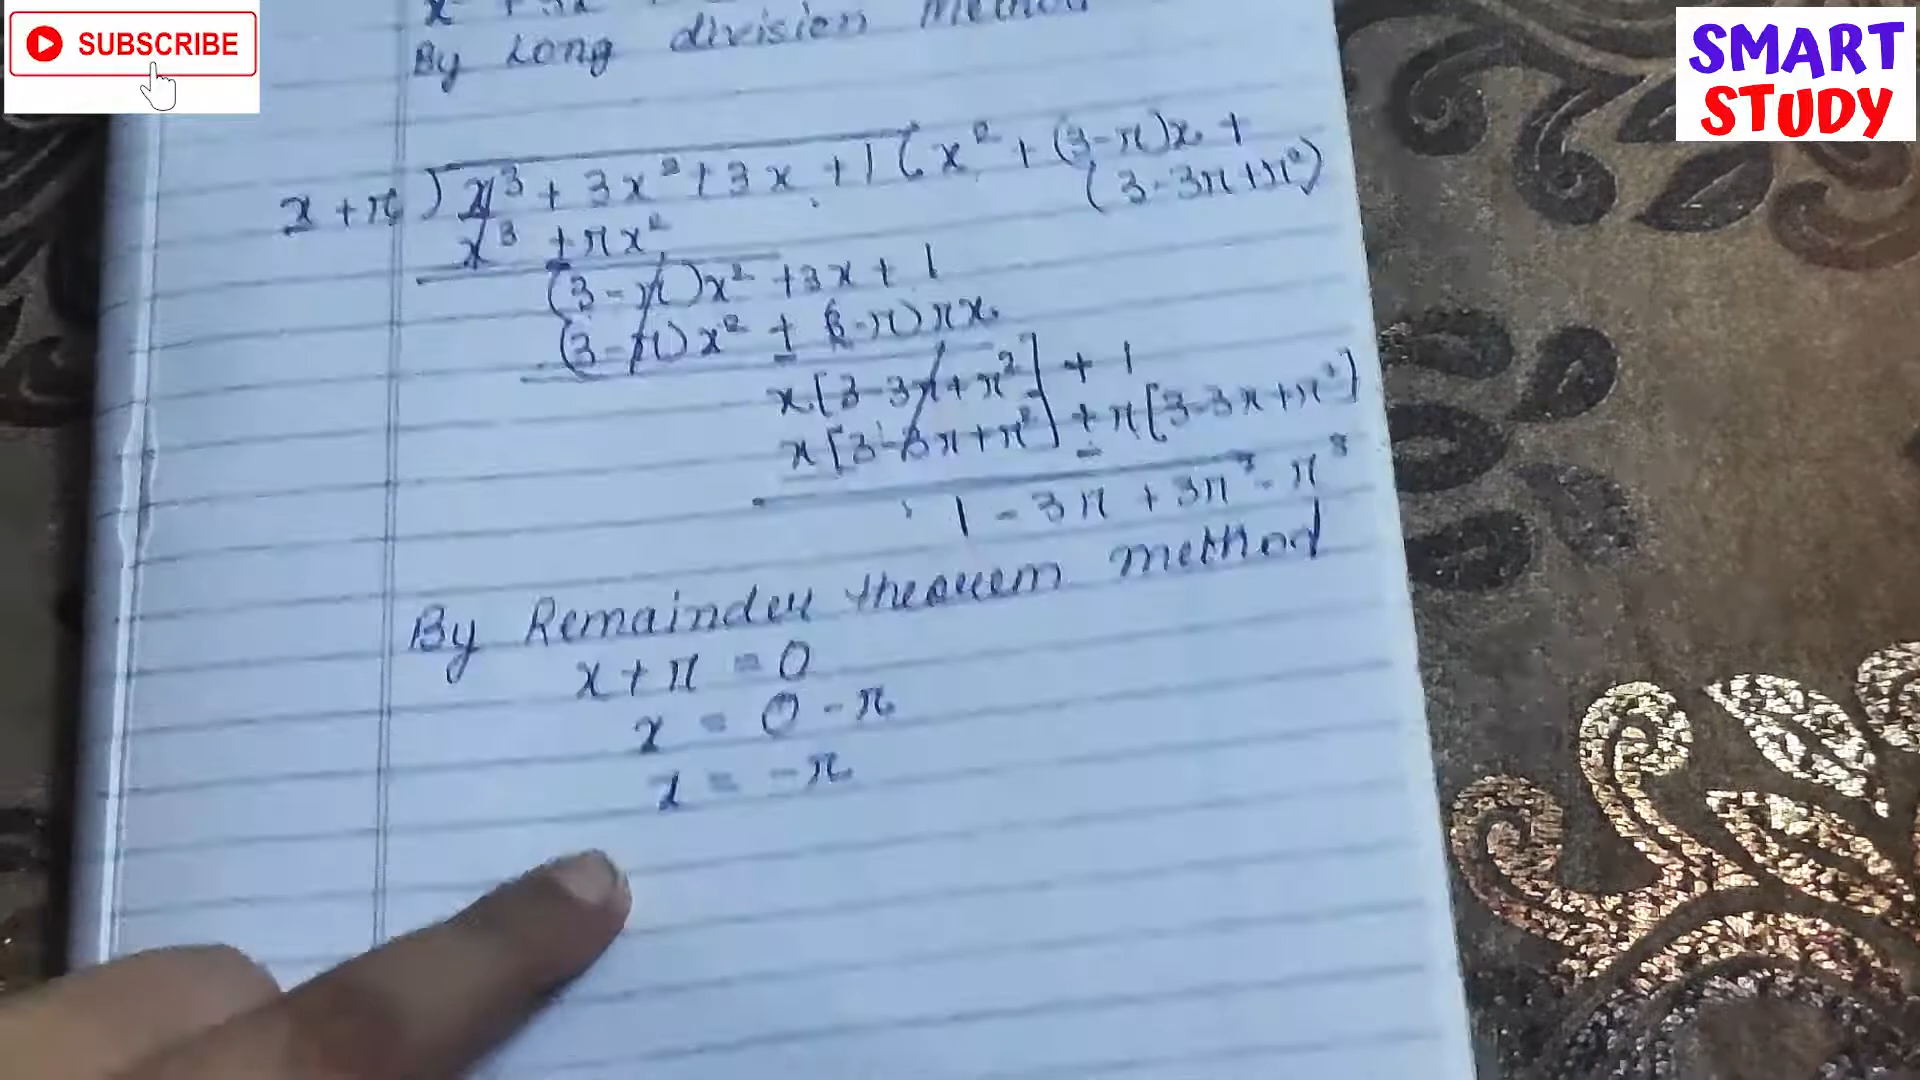 SUBSCRIBE
SMART
STUDY
By Long division Method
x³ + 3x² + 3x + 1 ( x² + (3-π)x +
(3-3π+π²)
x+π )
x³ + πx²
(3-π)x² + 3x + 1
(3-π)x² + (3-π)πx
x[3-3π+π²] + 1
x[3-3π+π²] + π[3-3π+π²]
1 - 3π + 3π² - π³
By Remainder theorem method
x+π = 0
x = 0-π
x = -π